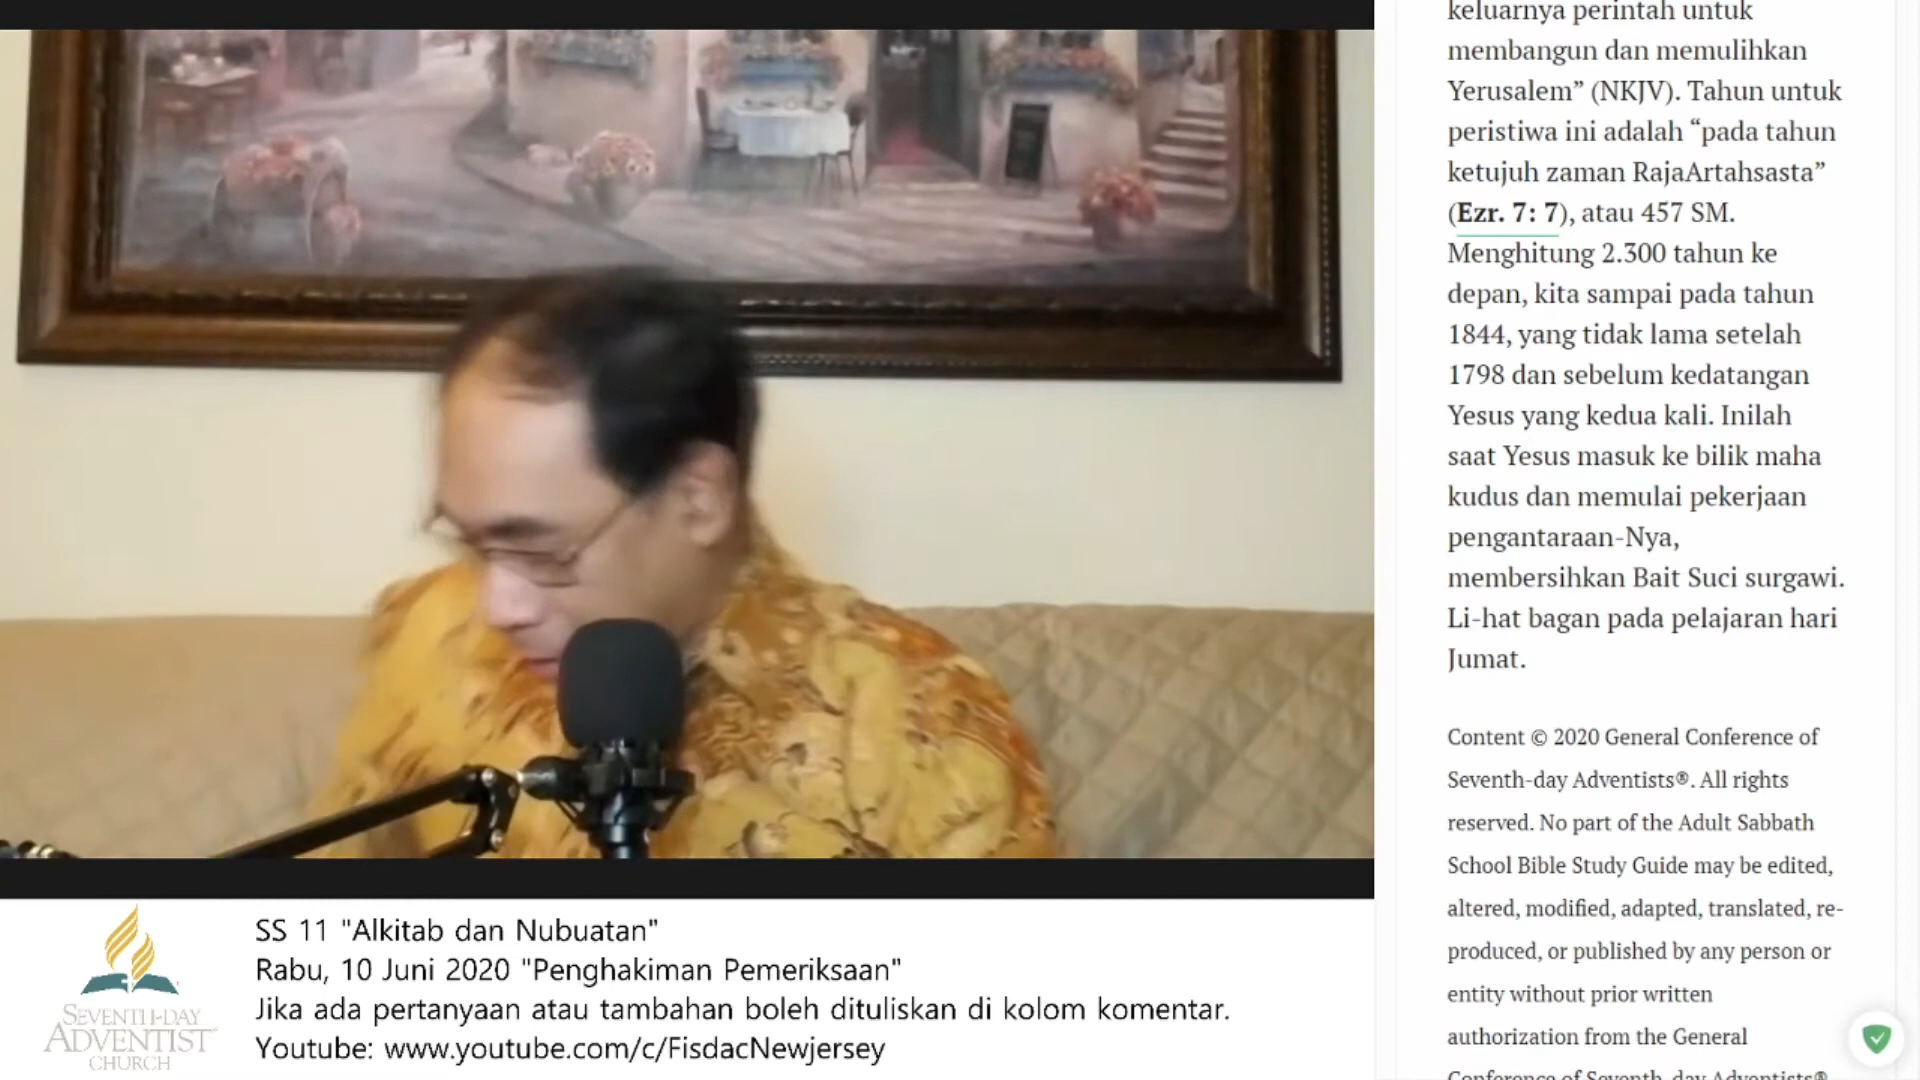 keluarnya perintah untuk
membangun dan memulihkan
Yerusalem” (NKJV). Tahun untuk
peristiwa ini adalah “pada tahun
ketujuh zaman RajaArtahsasta”
(Ezr. 7: 7), atau 457 SM.
Menghitung 2.300 tahun ke
depan, kita sampai pada tahun
1844, yang tidak lama setelah
1798 dan sebelum kedatangan
Yesus yang kedua kali. Inilah
saat Yesus masuk ke bilik maha
kudus dan memulai pekerjaan
pengantaraan-Nya,
membersihkan Bait Suci surgawi.
Li-hat bagan pada pelajaran hari
Jumat.
Content © 2020 General Conference of
Seventh-day Adventists®. All rights
reserved. No part of the Adult Sabbath
School Bible Study Guide may be edited,
altered, modified, adapted, translated, re-
produced, or published by any person or
entity without prior written
authorization from the General
Conference of Seventh-day Adventists®
SS 11 "Alkitab dan Nubuatan"
Rabu, 10 Juni 2020 "Penghakiman Pemeriksaan"
Jika ada pertanyaan atau tambahan boleh dituliskan di kolom komentar.
Youtube: www.youtube.com/c/FisdacNewjersey
SEVENTH-DAY
ADVENTIST
CHURCH